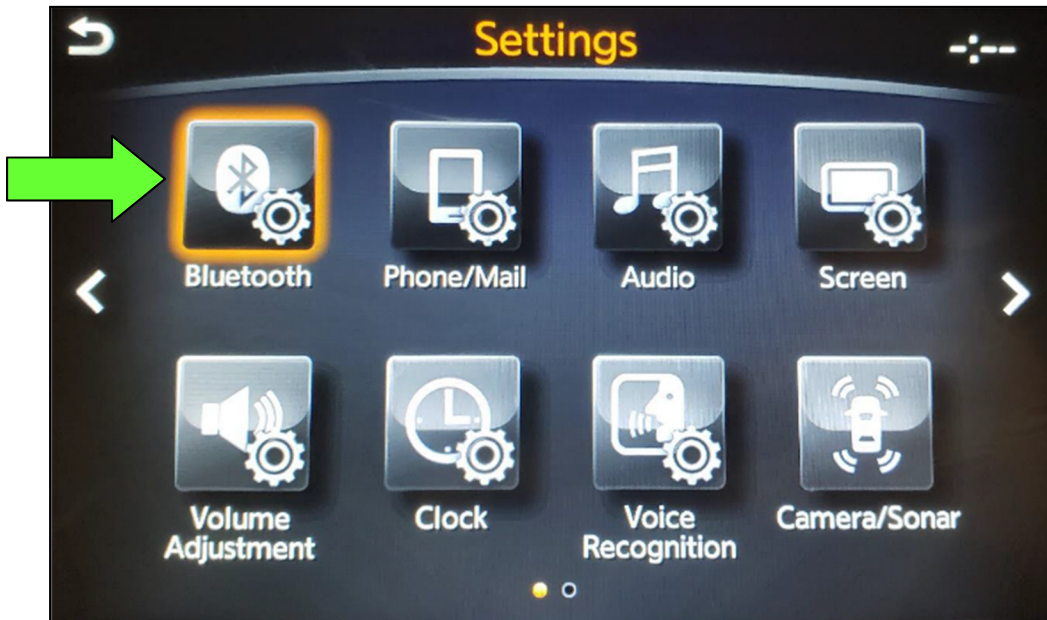 Settings
-:--
Bluetooth
Phone/Mail
Audio
Screen
Volume
Adjustment
Clock
Voice
Recognition
Camera/Sonar